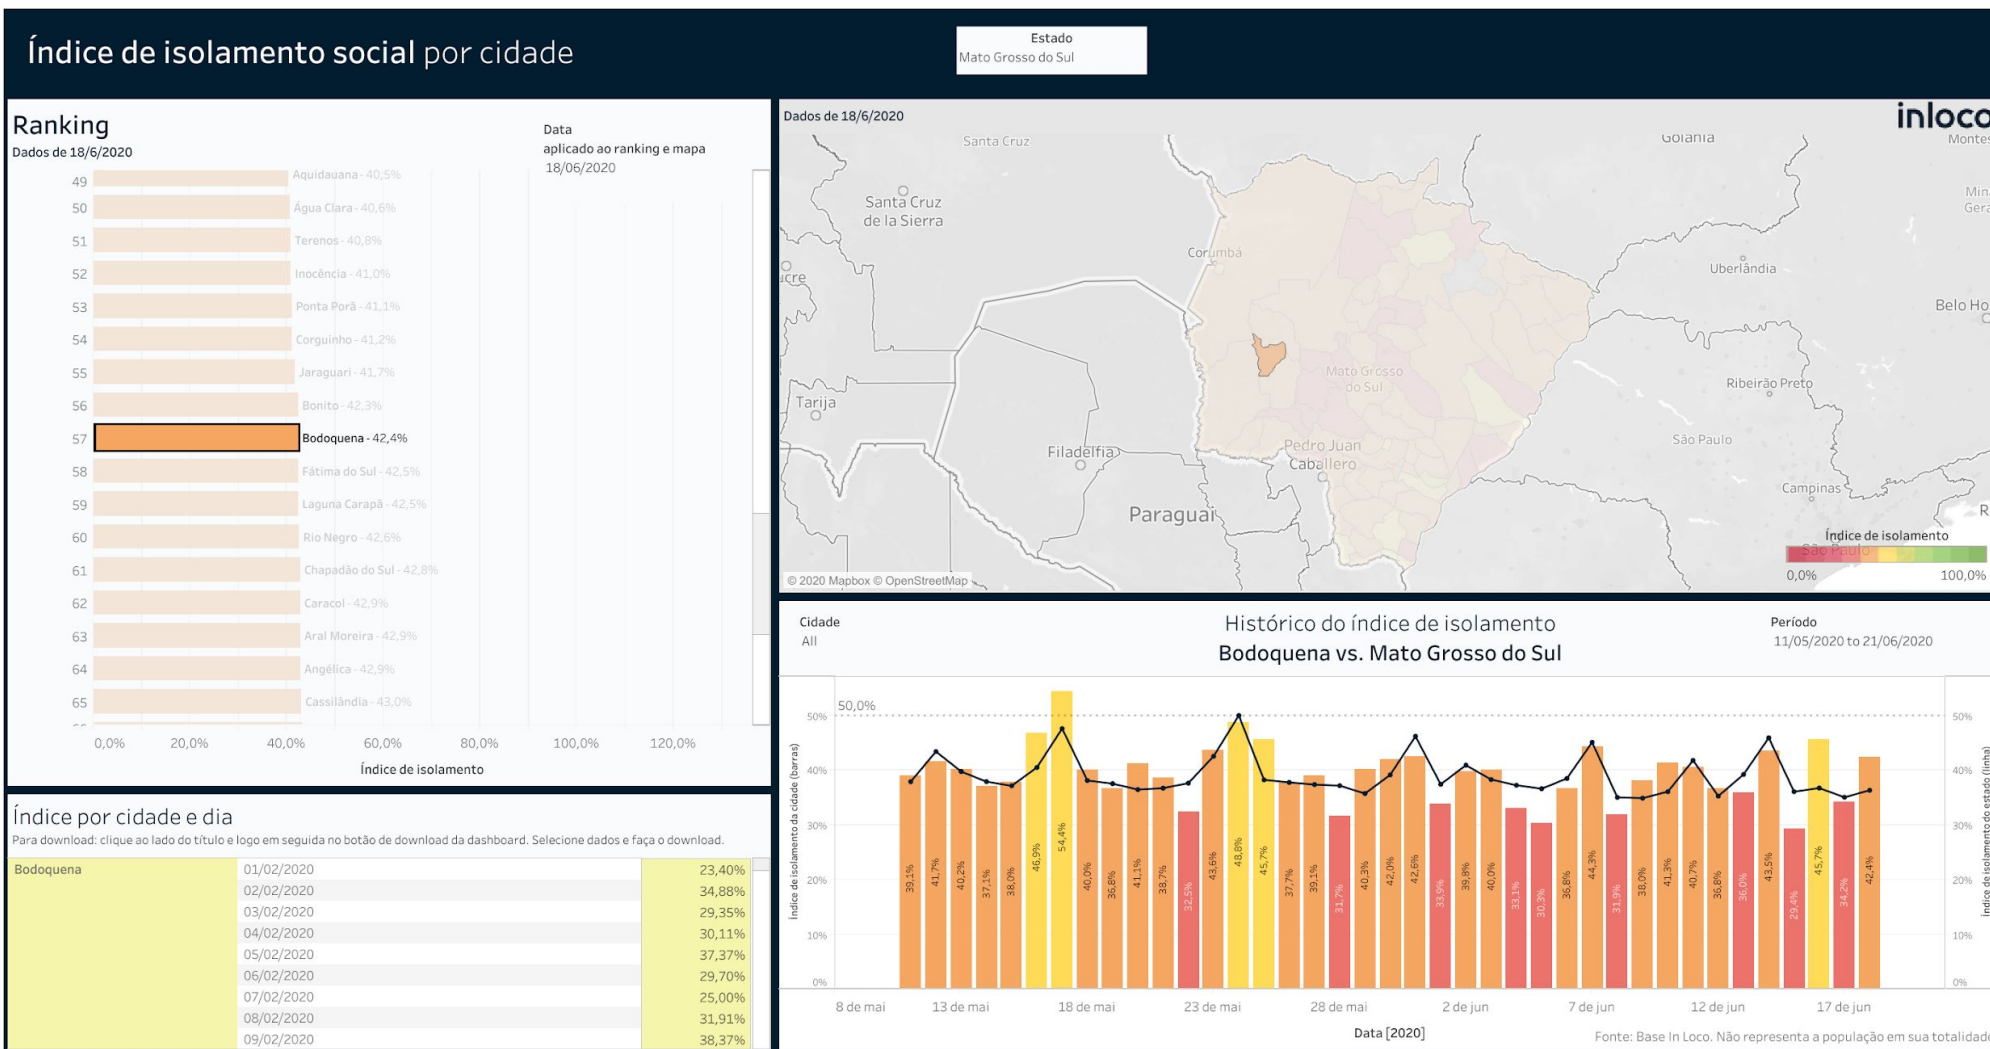 Índice de isolamento social por cidade
Estado
Mato Grosso do Sul
Ranking
Dados de 18/6/2020
Data
aplicado ao ranking e mapa
18/06/2020
49 Aquidauana - 40,5%
50 Água Clara - 40,6%
51 Terenos - 40,8%
52 Inocência - 41,0%
53 Ponta Porã - 41,1%
54 Corguinho - 41,2%
55 Jaraguari - 41,7%
56 Bonito - 42,3%
57 Bodoquena - 42,4%
58 Fátima do Sul - 42,5%
59 Laguna Carapã - 42,5%
60 Rio Negro - 42,6%
61 Chapadão do Sul - 42,8%
62 Caracol - 42,9%
63 Aral Moreira - 42,9%
64 Angélica - 42,9%
65 Cassilândia - 43,0%
0,0% 20,0% 40,0% 60,0% 80,0% 100,0% 120,0%
Índice de isolamento
Índice por cidade e dia
Para download: clique ao lado do título e logo em seguida no botão de download da dashboard. Selecione dados e faça o download.
Bodoquena 01/02/2020 23,40%
02/02/2020 34,88%
03/02/2020 29,35%
04/02/2020 30,11%
05/02/2020 37,37%
06/02/2020 29,70%
07/02/2020 25,00%
08/02/2020 31,91%
09/02/2020 38,37%
Dados de 18/6/2020
inloco
Santa Cruz
Goiânia
Montes
Santa Cruz
de la Sierra
Min
Gera
Corumbá
Uberlândia
ucre
Belo Ho
Mato Grosso
do Sul
Ribeirão Preto
Tarija
São Paulo
Filadélfia
Pedro Juan
Caballero
Campinas
Paraguai
R
Índice de isolamento
São Paulo
0,0% 100,0%
© 2020 Mapbox © OpenStreetMap
Cidade
All
Histórico do índice de isolamento
Bodoquena vs. Mato Grosso do Sul
Período
11/05/2020 to 21/06/2020
Índice de isolamento da cidade (barras)
50%
40%
30%
20%
10%
0%
50,0%
39,1%
41,7%
40,2%
37,1%
38,0%
46,9%
54,4%
40,0%
36,8%
41,1%
38,7%
32,5%
43,6%
48,8%
45,7%
37,7%
39,1%
31,7%
40,3%
42,0%
42,6%
33,9%
39,8%
40,0%
33,1%
30,3%
36,8%
44,3%
31,9%
38,0%
41,3%
40,7%
36,8%
36,0%
43,5%
29,4%
45,7%
34,2%
42,4%
50%
40%
30%
20%
10%
0%
Índice de isolamento do estado (linha)
8 de mai 13 de mai 18 de mai 23 de mai 28 de mai 2 de jun 7 de jun 12 de jun 17 de jun
Data [2020]
Fonte: Base In Loco. Não representa a população em sua totalidade